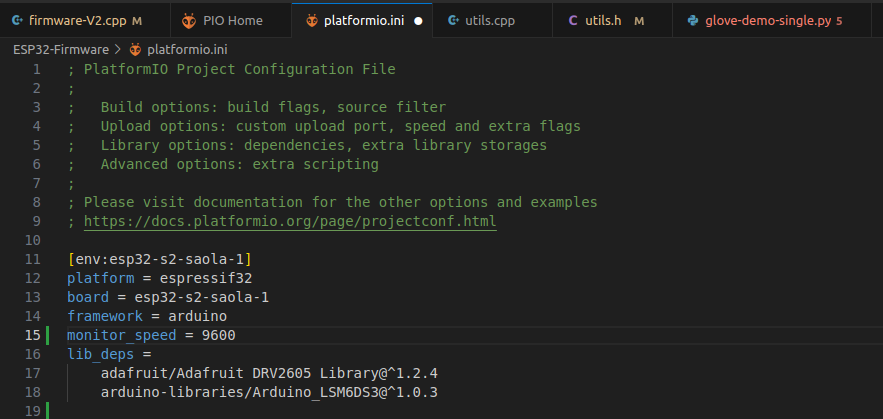 firmware-V2.cpp M PIO Home platformio.ini utils.cpp utils.h M glove-demo-single.py 5
ESP32-Firmware > platformio.ini
1 ; PlatformIO Project Configuration File
2 ;
3 ;   Build options: build flags, source filter
4 ;   Upload options: custom upload port, speed and extra flags
5 ;   Library options: dependencies, extra library storages
6 ;   Advanced options: extra scripting
7 ;
8 ; Please visit documentation for the other options and examples
9 ; https://docs.platformio.org/page/projectconf.html
10
11 [env:esp32-s2-saola-1]
12 platform = espressif32
13 board = esp32-s2-saola-1
14 framework = arduino
15 monitor_speed = 9600
16 lib_deps =
17     adafruit/Adafruit DRV2605 Library@^1.2.4
18     arduino-libraries/Arduino_LSM6DS3@^1.0.3
19